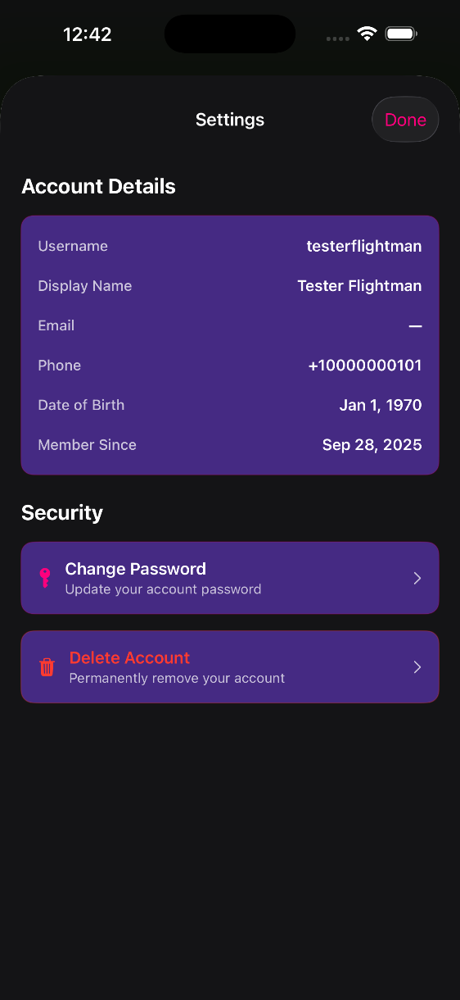 12:42
Settings
Done
Account Details
Username testerflightman
Display Name Tester Flightman
Email —
Phone +10000000101
Date of Birth Jan 1, 1970
Member Since Sep 28, 2025
Security
Change Password
Update your account password
Delete Account
Permanently remove your account